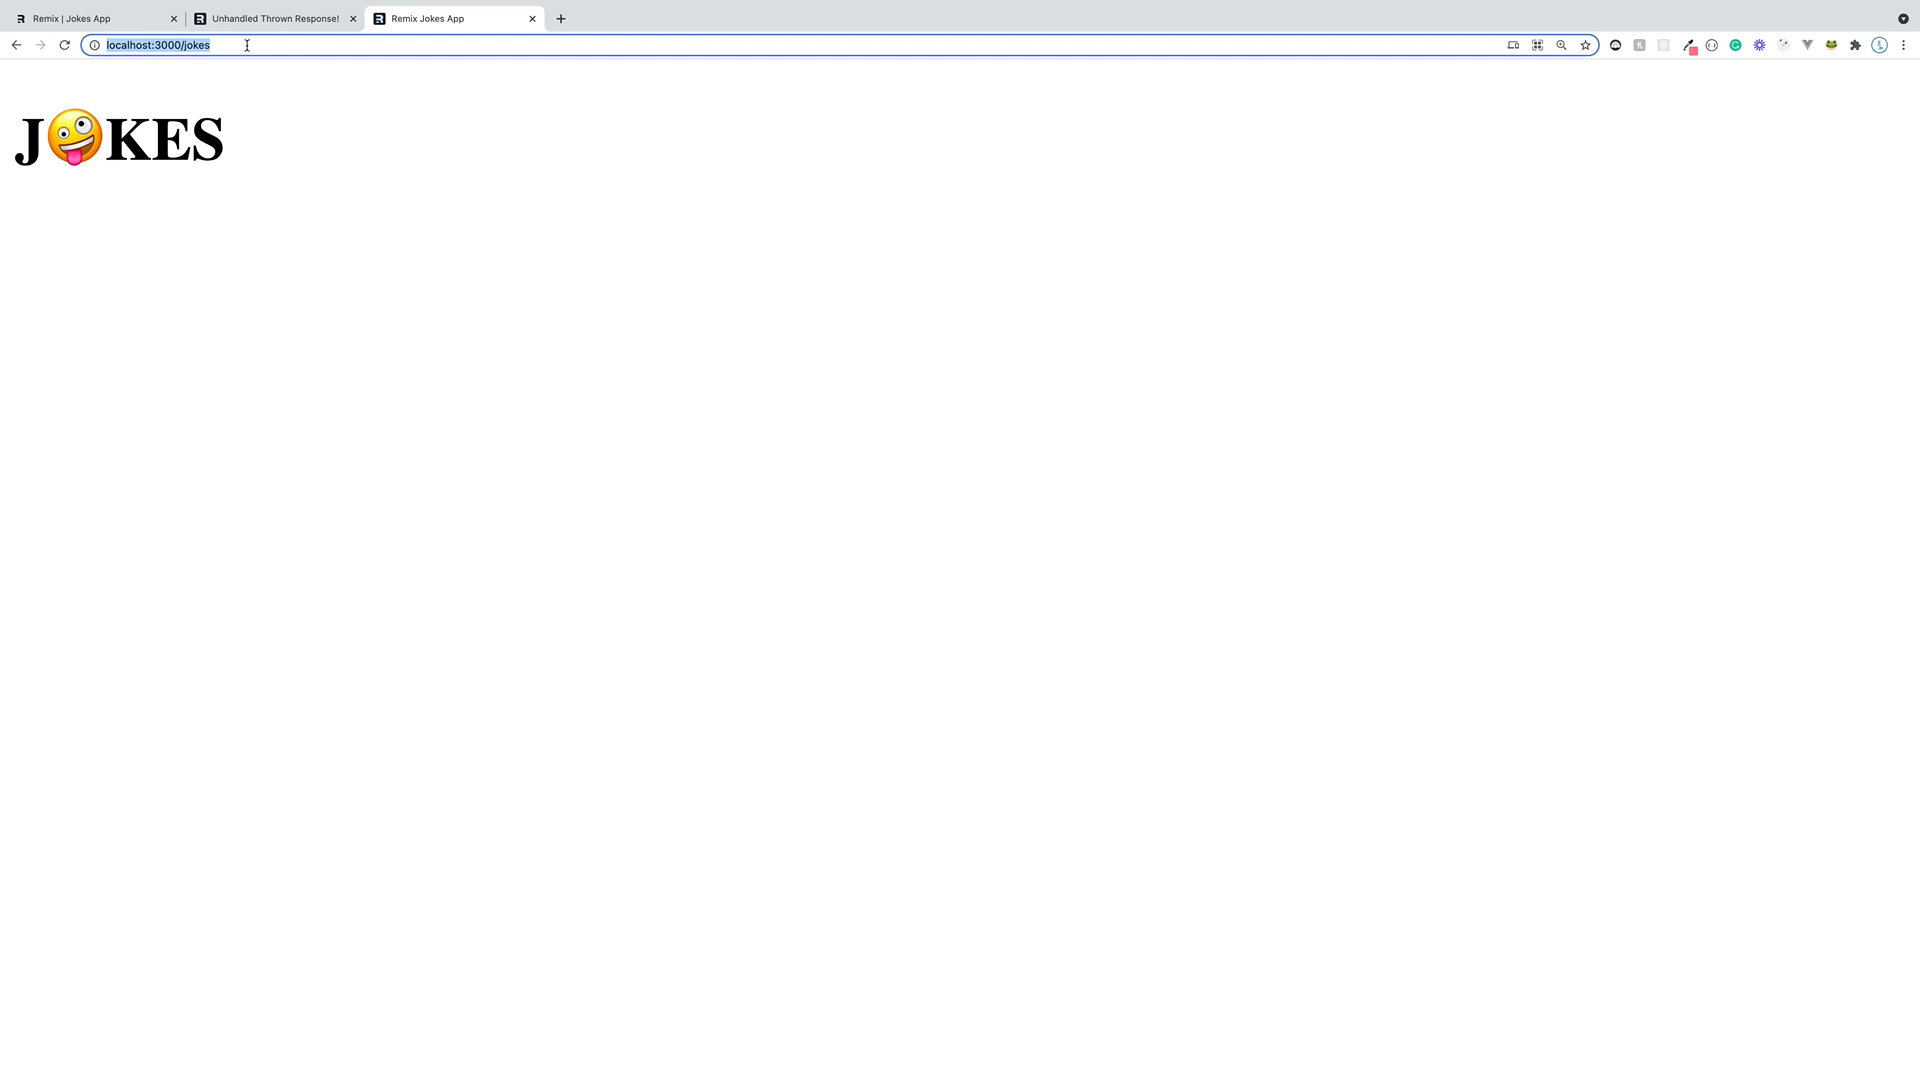 Remix | Jokes App
Unhandled Thrown Response!
Remix Jokes App
localhost:3000/jokes
J🤪KES